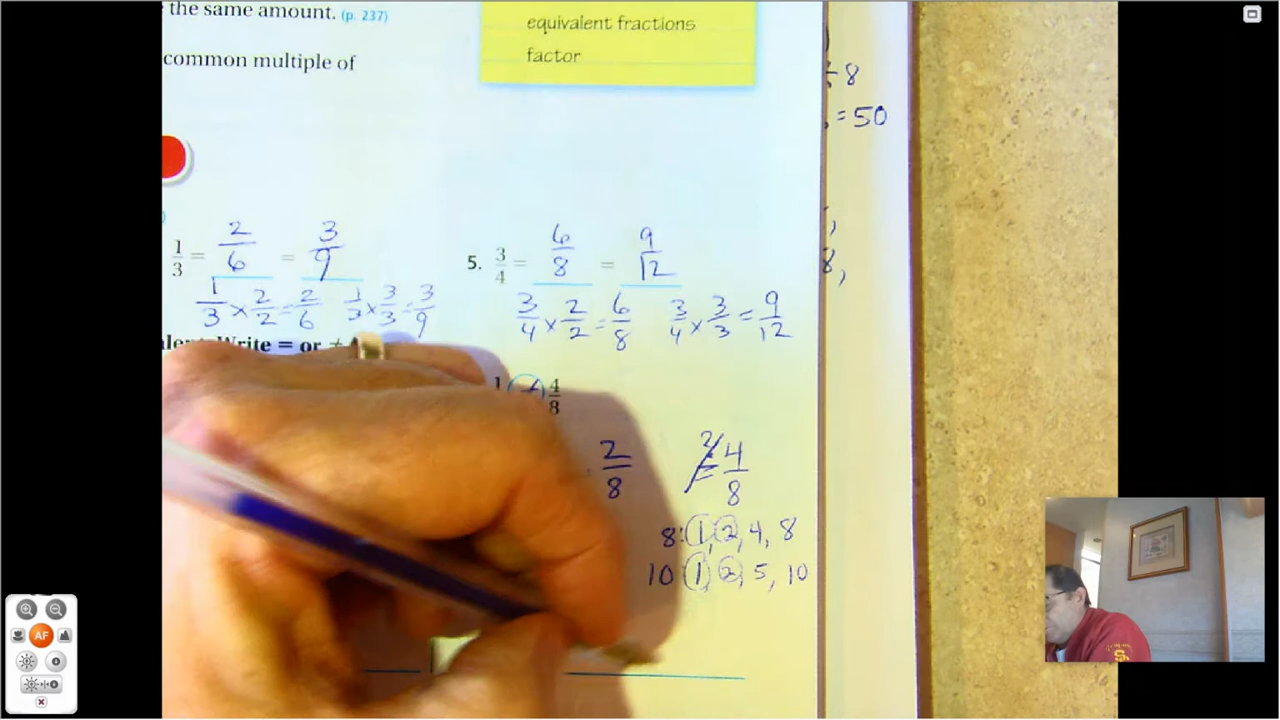 the same amount. (p. 237)
common multiple of
equivalent fractions
factor
8
= 50
8,
1/3 = 2/6 = 3/9
1/3 × 2/2 = 2/6 1/3 × 3/3 = 3/9
5. 3/4 = 6/8 = 9/12
3/4 × 2/2 = 6/8 3/4 × 3/3 = 9/12
Write = or ≠
4/8
2/8 ≠ 4/8
8: 1, 2, 4, 8
10 1, 2, 5, 10
AF